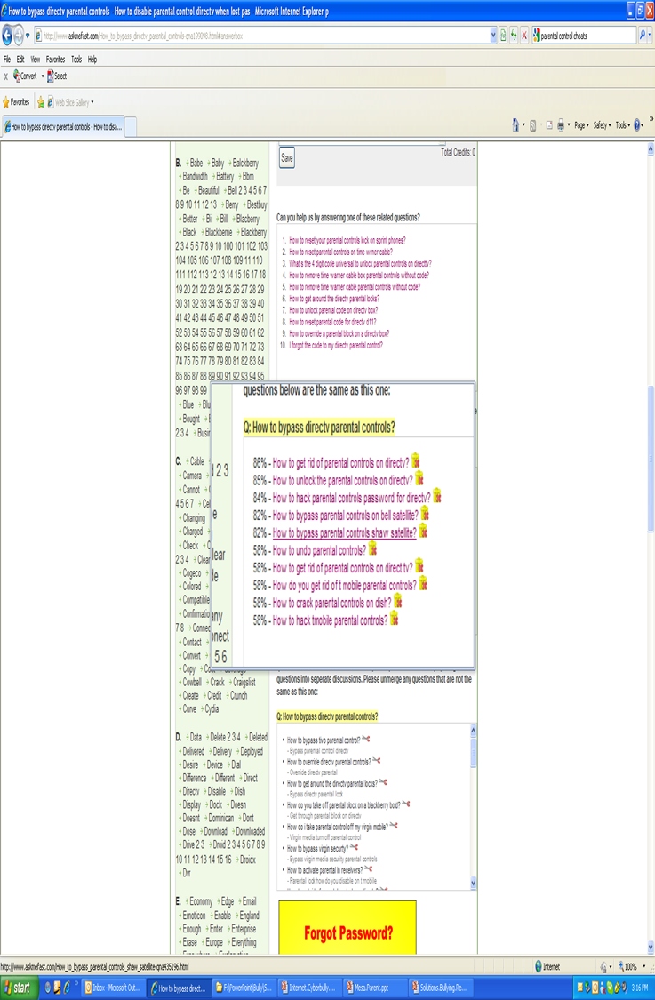 How to bypass directv parental controls - How to disable parental control directv when lost pas - Microsoft Internet Explorer p
http://www.askmefast.com/How_to_bypass_directv_parental_controls-qna199098.html#answerbox
parental control cheats
File Edit View Favorites Tools Help
X Convert Select
Favorites Web Slice Gallery
How to bypass directv parental controls - How to disa...
Page Safety Tools
B. +Babe +Baby +Balckberry
+Bandwidth +Battery +Bbm
+Be +Beautiful +Bell 2 3 4 5 6 7
8 9 10 11 12 13 +Berry +Bestbuy
+Better +Bi +Bill +Blacberry
+Black +Blackberrie +Blackberry
2 3 4 5 6 7 8 9 10 100 101 102 103
104 105 106 107 108 109 11 110
111 112 113 12 13 14 15 16 17 18
19 20 21 22 23 24 25 26 27 28 29
30 31 32 33 34 35 36 37 38 39 40
41 42 43 44 45 46 47 48 49 50 51
52 53 54 55 56 57 58 59 60 61 62
63 64 65 66 67 68 69 70 71 72 73
74 75 76 77 78 79 80 81 82 83 84
85 86 87 88 89 90 91 92 93 94 95
96 97 98 99
+Blue +Blu
+Bought
2 3 4 +Busi
C. +Cable
+Camera
+Cannot
4 5 6 7 +Cel
+Changing
+Charged
+Check +C
2 3 4 +Clear
+Cogeco
+Colored
+Compatible
+Confirmatio
7 8 +Connec
+Contact
+Convert
+Copy
+Cowbell +Crack +Craigslist
+Create +Credit +Crunch
+Curve +Cydia
D. +Data +Delete 2 3 4 +Deleted
+Delivered +Delivery +Deployed
+Desire +Device +Dial
+Difference +Different +Direct
+Directv +Disable +Dish
+Display +Dock +Doesn
+Doesnt +Dominican +Dont
+Dose +Download +Downloaded
+Drive 2 3 +Droid 2 3 4 5 6 7 8 9
10 11 12 13 14 15 16 +Droidx
+Dvr
E. +Economy +Edge +Email
+Emoticon +Enable +England
+Enough +Enter +Enterprise
+Erase +Europe +Everything
Save
Total Credits: 0
Can you help us by answering one of these related questions?
1. How to reset your parental controls lock on sprint phones?
2. How to reset parental controls on time wrner cable?
3. What s the 4 digit code universal to unlock parental controls on directtv?
4. How to remove time warner cable box parental controls without code?
5. How to remove time warner cable parental controls without code?
6. How to get around the directv parental locks?
7. How to unlock parental code on directv box?
8. How to reset parental code for directv d11?
9. How to override a parental block on a directv box?
10. I forgot the code to my directv parental control?
questions below are the same as this one:
Q: How to bypass directv parental controls?
86% - How to get rid of parental controls on directv?
85% - How to unlock the parental controls on directv?
84% - How to hack parental controls password for directv?
82% - How to bypass parental controls on bell satellite?
82% - How to bypass parental controls shaw satellite?
58% - How to undo parental controls?
58% - How to get rid of parental controls on direct tv?
58% - How do you get rid of t mobile parental controls?
58% - How to crack parental controls on dish?
58% - How to hack tmobile parental controls?
d 2 3
e
lear
de
any
onnect
5 6
questions into seperate discussions. Please unmerge any questions that are not the
same as this one:
Q: How to bypass directv parental controls?
How to bypass tivo parental control?
- Bypass parental control directv
How to override directv parental controls?
- Override directv parental
How to get around the directv parental locks?
- Bypass directv parental lock
How do you take off parental block on a blackberry bold?
- Get through parental block on directv
How do i take parental control off my virgin mobile?
- Virgin media turn off parental control
How to bypass virgin securty?
- Bypass virgin media security parental controls
How to activate parental in receivers?
- Parental lock how do you disable on t mobile
Forgot Password?
http://www.askmefast.com/How_to_bypass_parental_controls_shaw_satellite-qna435196.html
Internet
100%
start
Inbox - Microsoft Out...
How to bypass direct...
F:\PowerPoint\Bully\S...
Internet.Cyberbully....
Mesa.Parent.ppt
Solutions.Bullying.Re...
3:16 PM